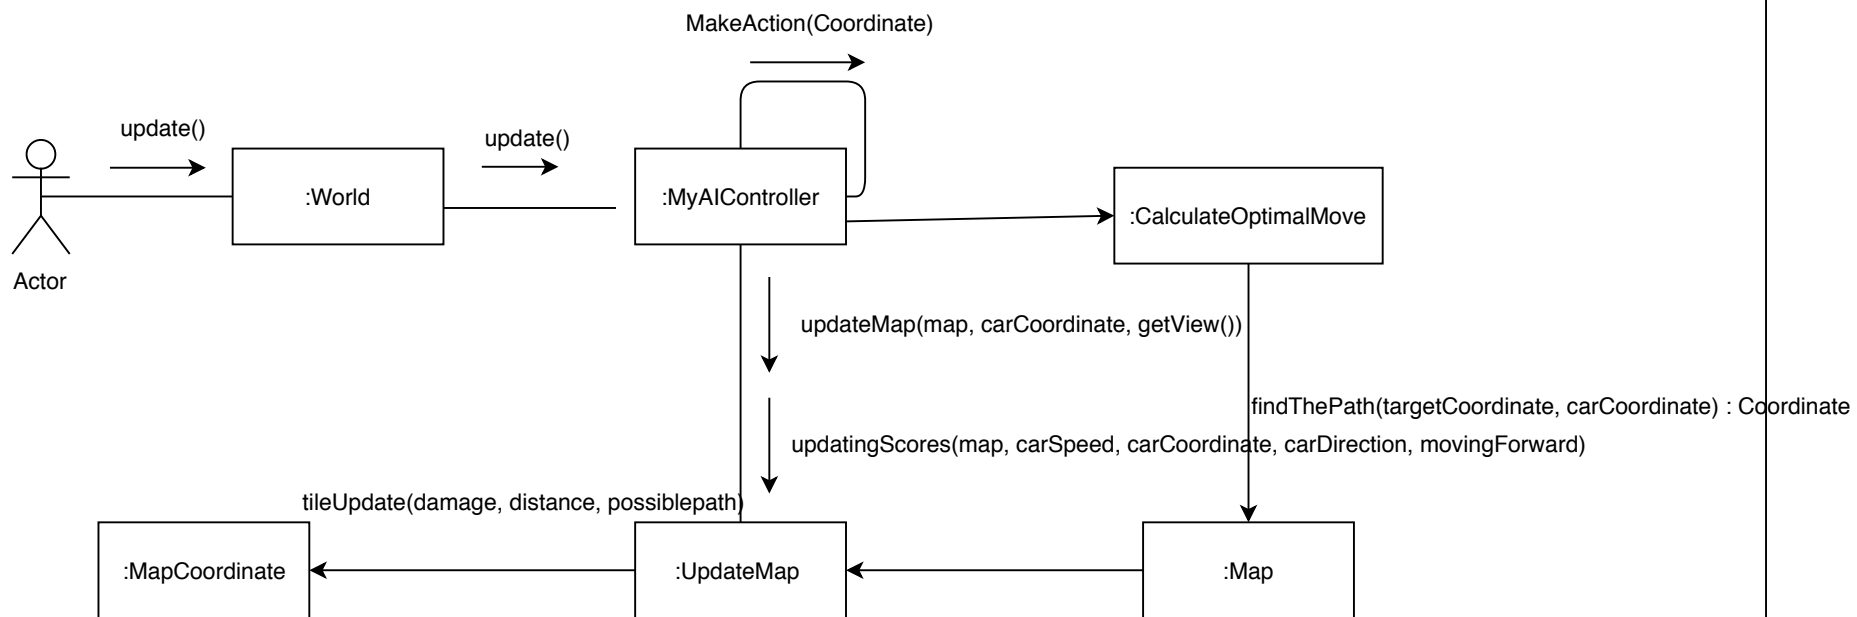 MakeAction(Coordinate)
update()
update()
:World
:MyAIController
:CalculateOptimalMove
Actor
updateMap(map, carCoordinate, getView())
findThePath(targetCoordinate, carCoordinate) : Coordinate
updatingScores(map, carSpeed, carCoordinate, carDirection, movingForward)
tileUpdate(damage, distance, possiblepath)
:MapCoordinate
:UpdateMap
:Map